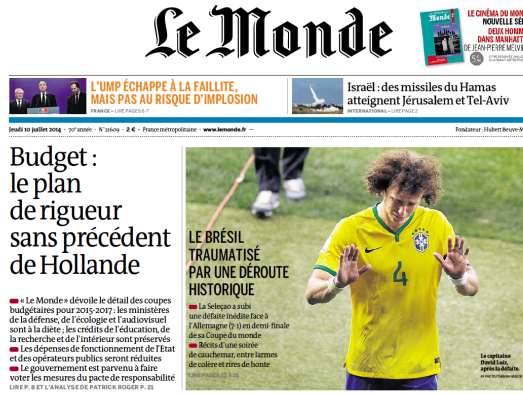 Le Monde
LE CINÉMA DU MON
NOUVELLE SÉR
DEUX HOMM
DANS MANHATT
DE JEAN-PIERRE MELVIL
L'UMP ÉCHAPPE À LA FAILLITE,
MAIS PAS AU RISQUE D'IMPLOSION
FRANCE – LIRE PAGES 6-7
Israël : des missiles du Hamas
atteignent Jérusalem et Tel-Aviv
INTERNATIONAL – LIRE PAGE 2
Jeudi 10 juillet 2014 - 70e année - N°21609 - 2 € - France métropolitaine - www.lemonde.fr –
Fondateur : Hubert Beuve-M
Budget :
le plan
de rigueur
sans précédent
de Hollande
« Le Monde » dévoile le détail des coupes
budgétaires pour 2015-2017 : les ministères
de la défense, de l'écologie et l'audiovisuel
sont à la diète ; les crédits de l'éducation, de
la recherche et de l'intérieur sont préservés
Les dépenses de fonctionnement de l'Etat
et des opérateurs publics seront réduites
Le gouvernement est parvenu à faire
voter les mesures du pacte de responsabilité
LIRE P. 8 ET L'ANALYSE DE PATRICK ROGER P. 21
LE BRÉSIL
TRAUMATISÉ
PAR UNE DÉROUTE
HISTORIQUE
La Seleçao a subi
une défaite inédite face à
l'Allemagne (7-1) en demi-finale
de sa Coupe du monde
Récits d'une soirée
de cauchemar, entre larmes
de colère et rires de honte
LIRE PAGES
4
Le capitaine
David Luiz,
après la défaite.